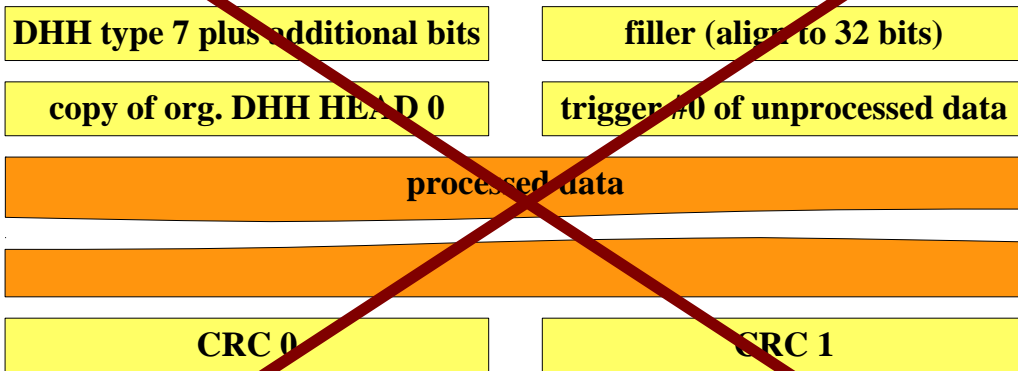 DHH type 7 plus additional bits
filler (align to 32 bits)
copy of org. DHH HEAD 0
trigger #0 of unprocessed data
processed data
CRC 0
CRC 1